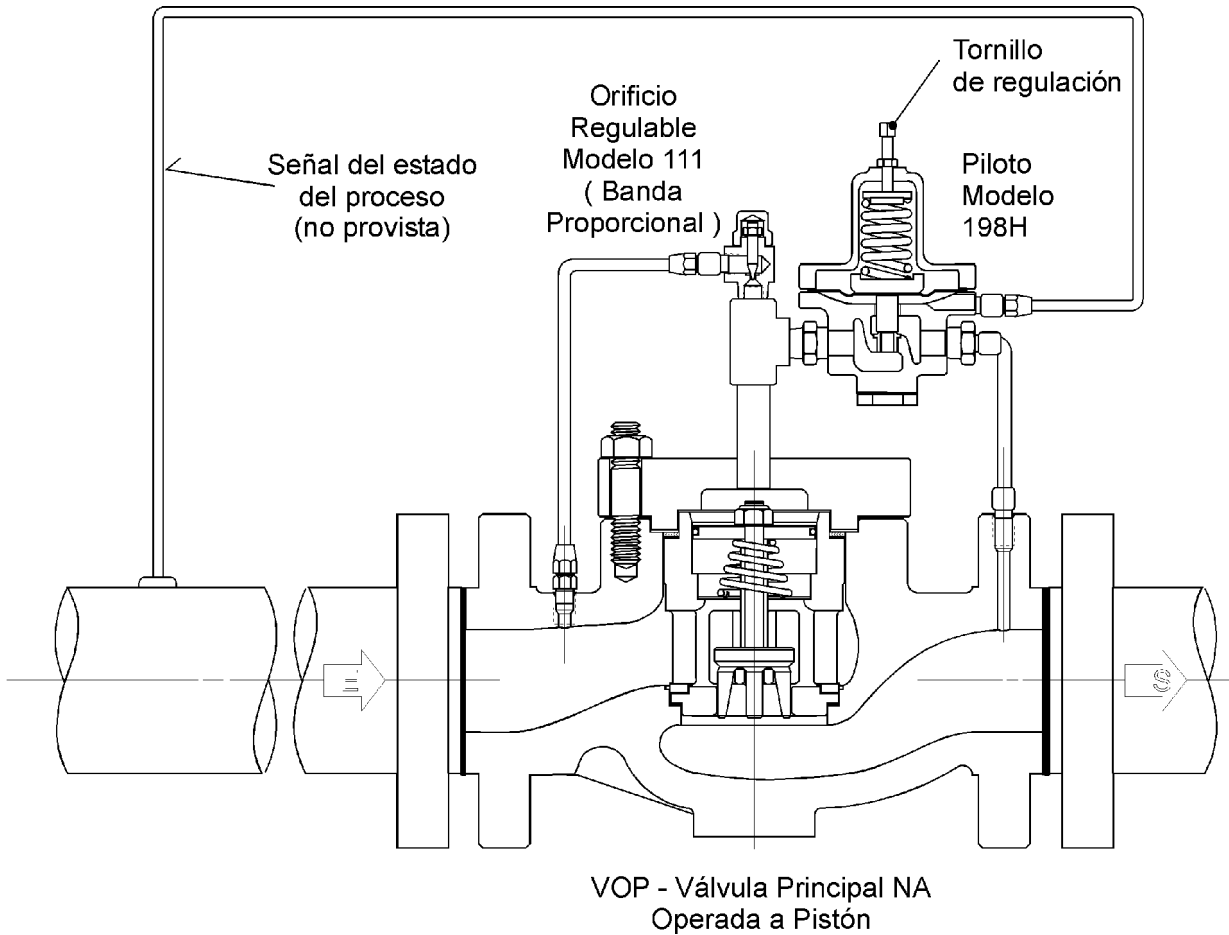 Tornillo
de regulación
Orificio
Regulable
Modelo 111
( Banda
Proporcional )
Señal del estado
del proceso
(no provista)
Piloto
Modelo
198H
E
S
VOP - Válvula Principal NA
Operada a Pistón